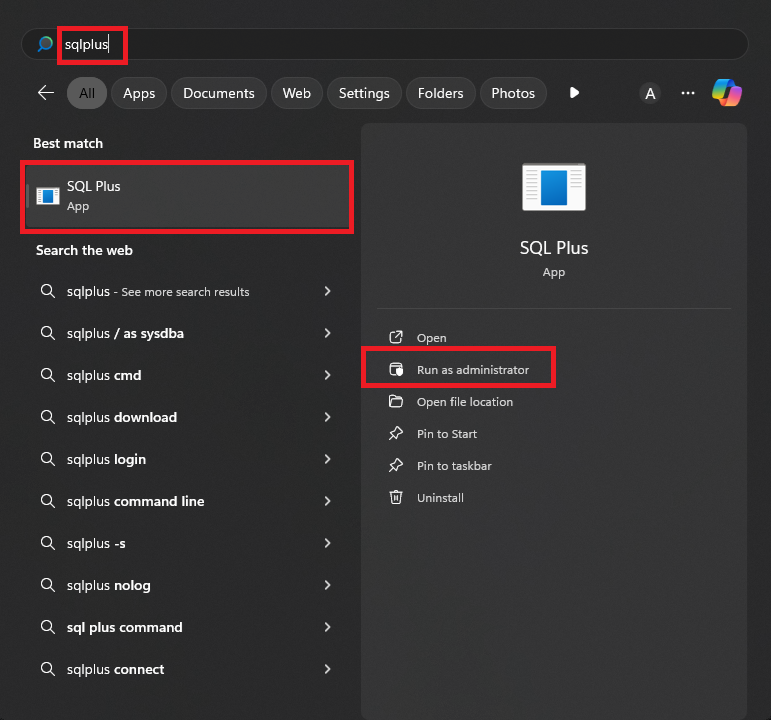 sqlplus
All Apps Documents Web Settings Folders Photos A ...
Best match
SQL Plus
App
Search the web
sqlplus - See more search results
sqlplus / as sysdba
sqlplus cmd
sqlplus download
sqlplus login
sqlplus command line
sqlplus -s
sqlplus nolog
sql plus command
sqlplus connect
SQL Plus
App
Open
Run as administrator
Open file location
Pin to Start
Pin to taskbar
Uninstall